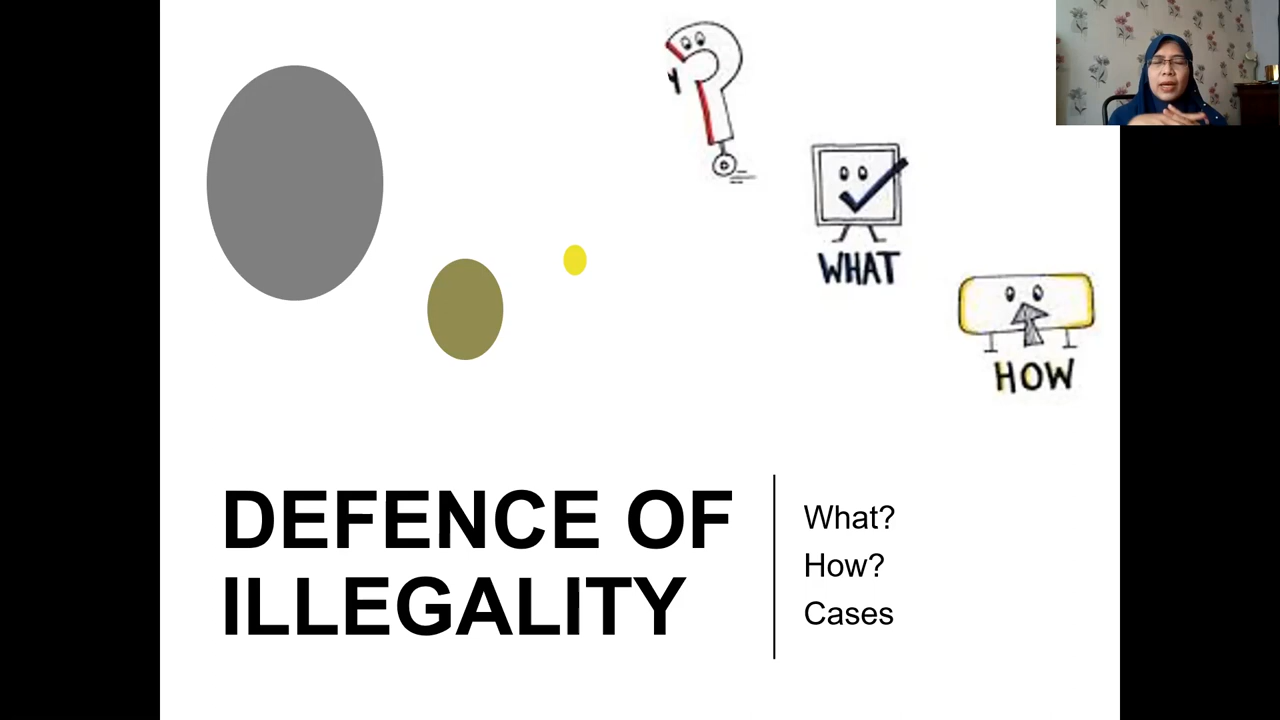 WHAT
HOW
DEFENCE OF
ILLEGALITY
What?
How?
Cases